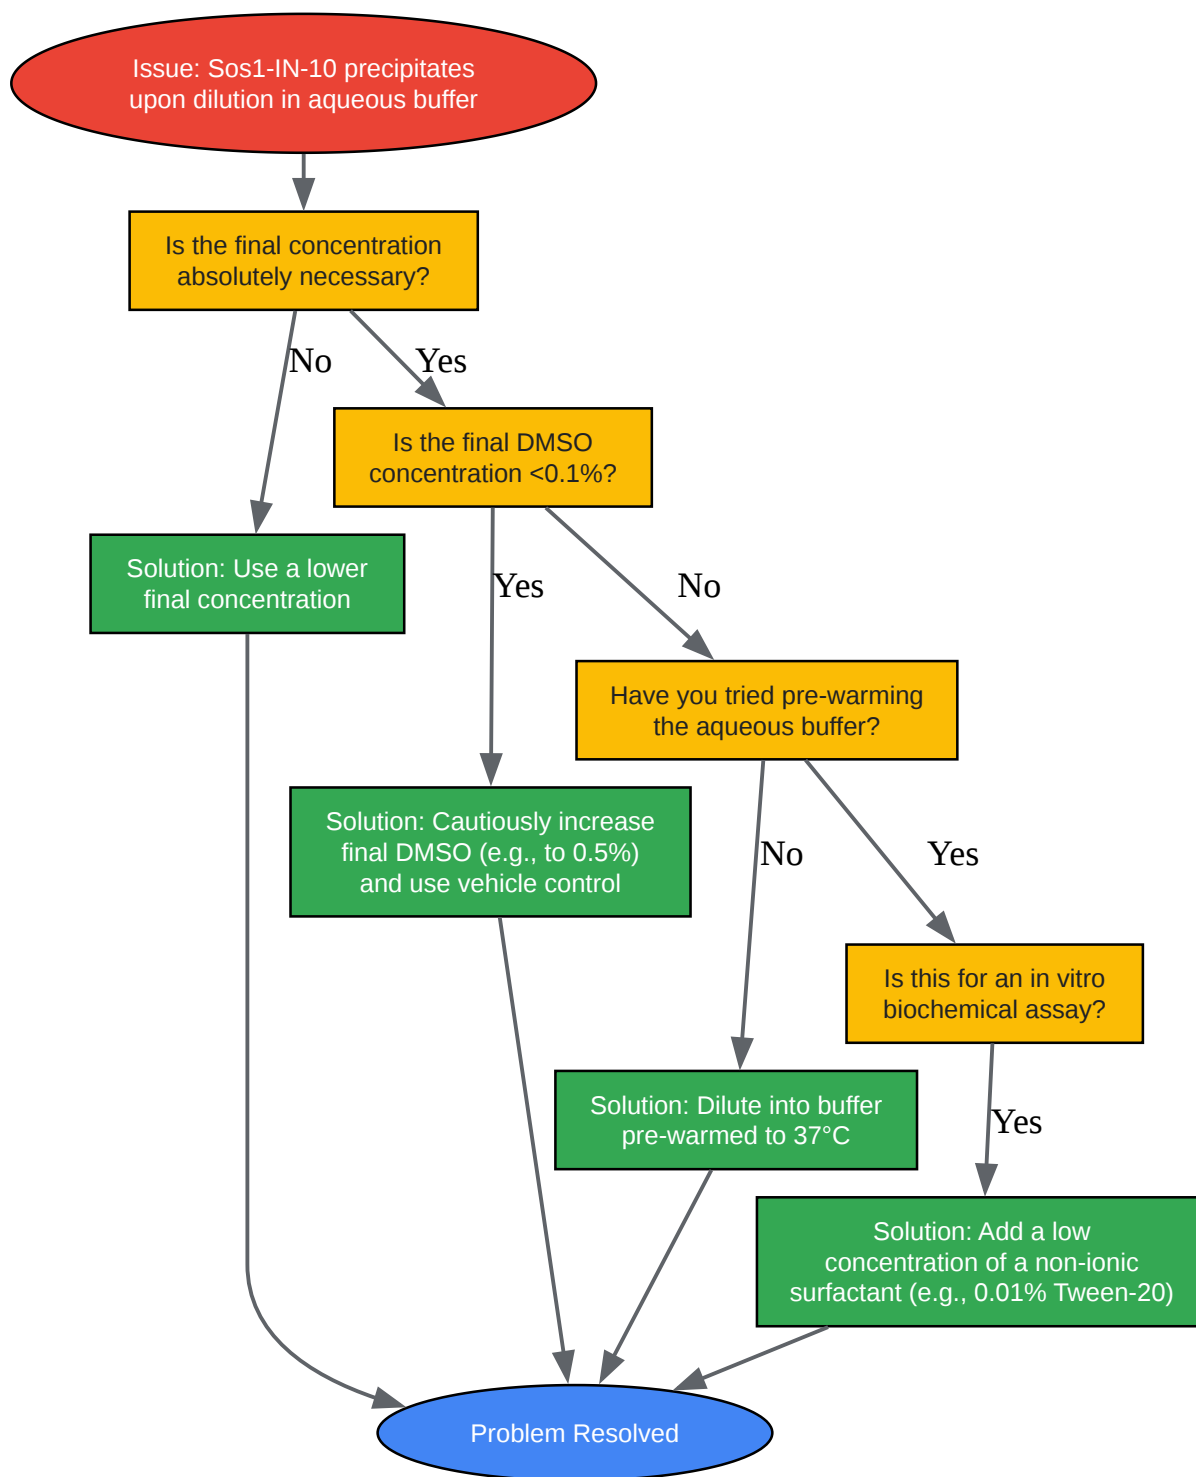 Issue: Sos1-IN-10 precipitates
upon dilution in aqueous buffer
Is the final concentration
absolutely necessary?
No
Yes
Is the final DMSO
concentration <0.1%?
Solution: Use a lower
final concentration
Yes
No
Have you tried pre-warming
the aqueous buffer?
Solution: Cautiously increase
final DMSO (e.g., to 0.5%)
and use vehicle control
No
Yes
Is this for an in vitro
biochemical assay?
Solution: Dilute into buffer
pre-warmed to 37°C
Yes
Solution: Add a low
concentration of a non-ionic
surfactant (e.g., 0.01% Tween-20)
Problem Resolved